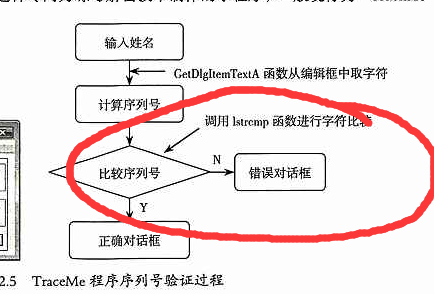 输入姓名
GetDlgItemTextA 函数从编辑框中取字符
计算序列号
调用 lstrcmp 函数进行字符比较
比较序列号
N
错误对话框
Y
正确对话框
2.5 TraceMe 程序序列号验证过程